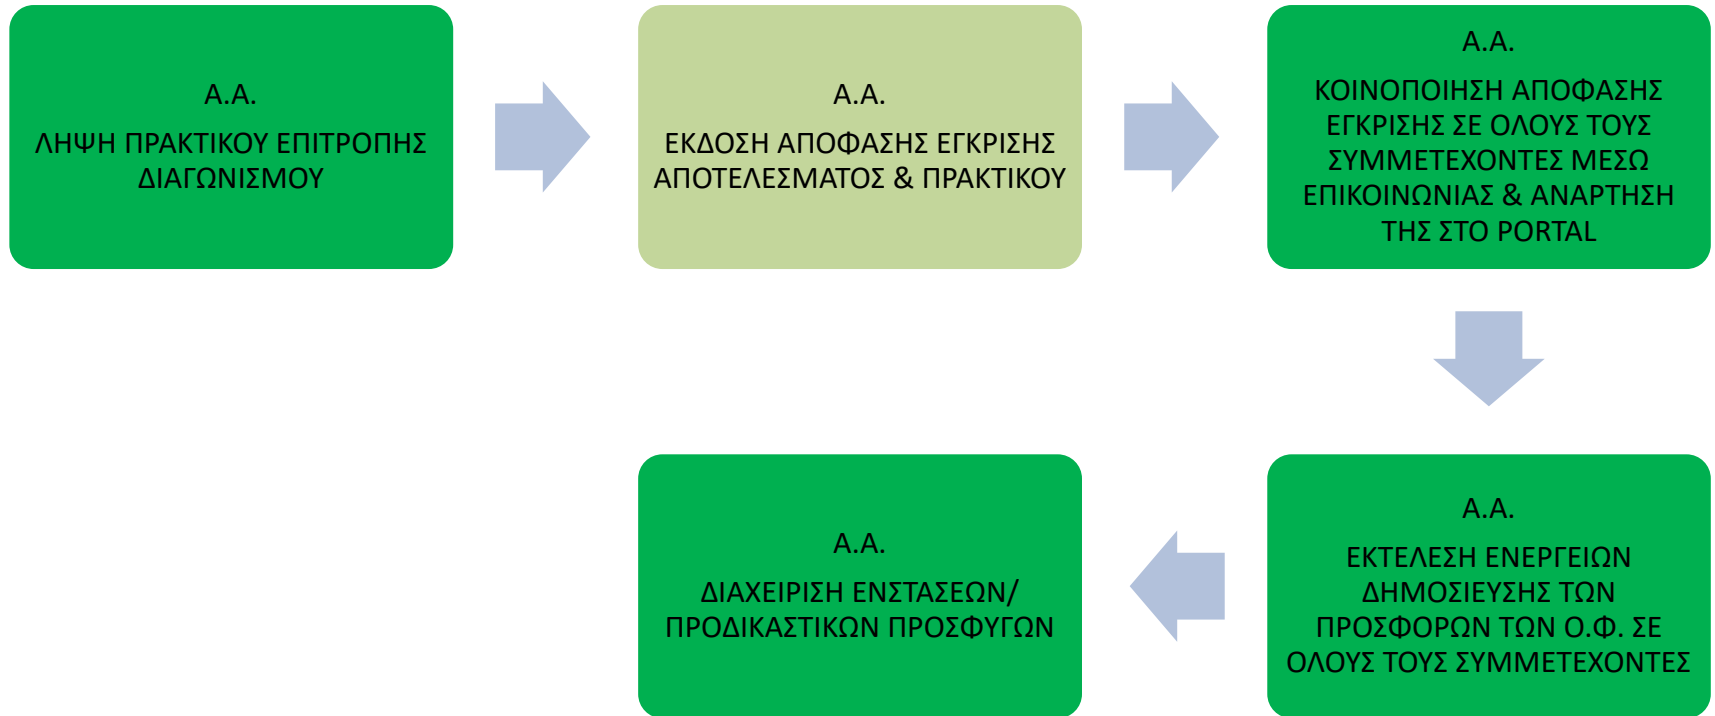 Α.Α.
ΛΗΨΗ ΠΡΑΚΤΙΚΟΥ ΕΠΙΤΡΟΠΗΣ
ΔΙΑΓΩΝΙΣΜΟΥ
Α.Α.
ΕΚΔΟΣΗ ΑΠΟΦΑΣΗΣ ΕΓΚΡΙΣΗΣ
ΑΠΟΤΕΛΕΣΜΑΤΟΣ & ΠΡΑΚΤΙΚΟΥ
Α.Α.
ΚΟΙΝΟΠΟΙΗΣΗ ΑΠΟΦΑΣΗΣ
ΕΓΚΡΙΣΗΣ ΣΕ ΟΛΟΥΣ ΤΟΥΣ
ΣΥΜΜΕΤΕΧΟΝΤΕΣ ΜΕΣΩ
ΕΠΙΚΟΙΝΩΝΙΑΣ & ΑΝΑΡΤΗΣΗ
ΤΗΣ ΣΤΟ PORTAL
Α.Α.
ΕΚΤΕΛΕΣΗ ΕΝΕΡΓΕΙΩΝ
ΔΗΜΟΣΙΕΥΣΗΣ ΤΩΝ
ΠΡΟΣΦΟΡΩΝ ΤΩΝ Ο.Φ. ΣΕ
ΟΛΟΥΣ ΤΟΥΣ ΣΥΜΜΕΤΕΧΟΝΤΕΣ
Α.Α.
ΔΙΑΧΕΙΡΙΣΗ ΕΝΣΤΑΣΕΩΝ/
ΠΡΟΔΙΚΑΣΤΙΚΩΝ ΠΡΟΣΦΥΓΩΝ